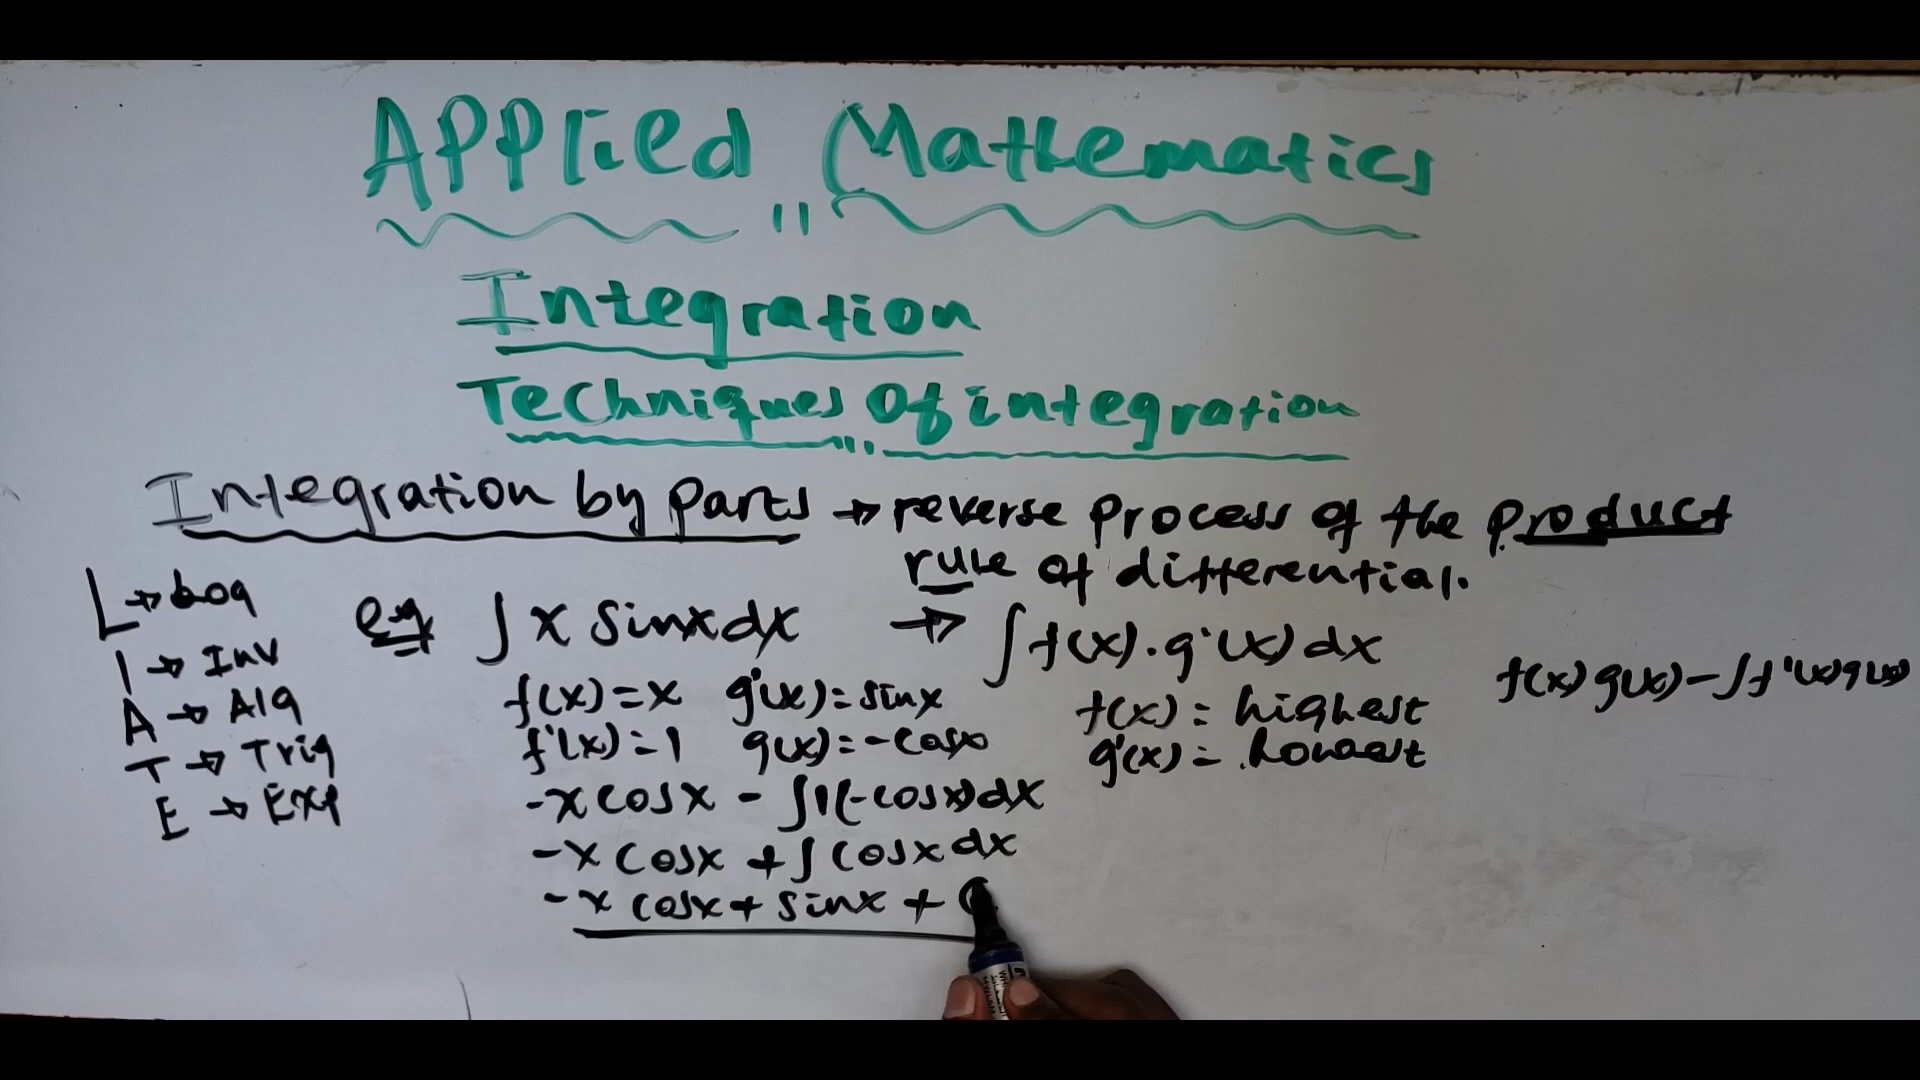 Applied Mathematics
Integration
Techniques Of integration
Integration by parts → reverse process of the product
rule of differential.
L → Log
I → Inv
A → Alg
T → Trig
E → Exp
eg ∫ x sinx dx
f(x) = x g'(x) = sinx
f'(x) = 1 g(x) = -cosx
-x cosx - ∫1(-cosx)dx
-x cosx + ∫cosx dx
-x cosx + sinx + C
→ ∫f(x).g'(x)dx
f(x) = highest
g'(x) = lowest
f(x)g(x) - ∫f'(x)g(x)